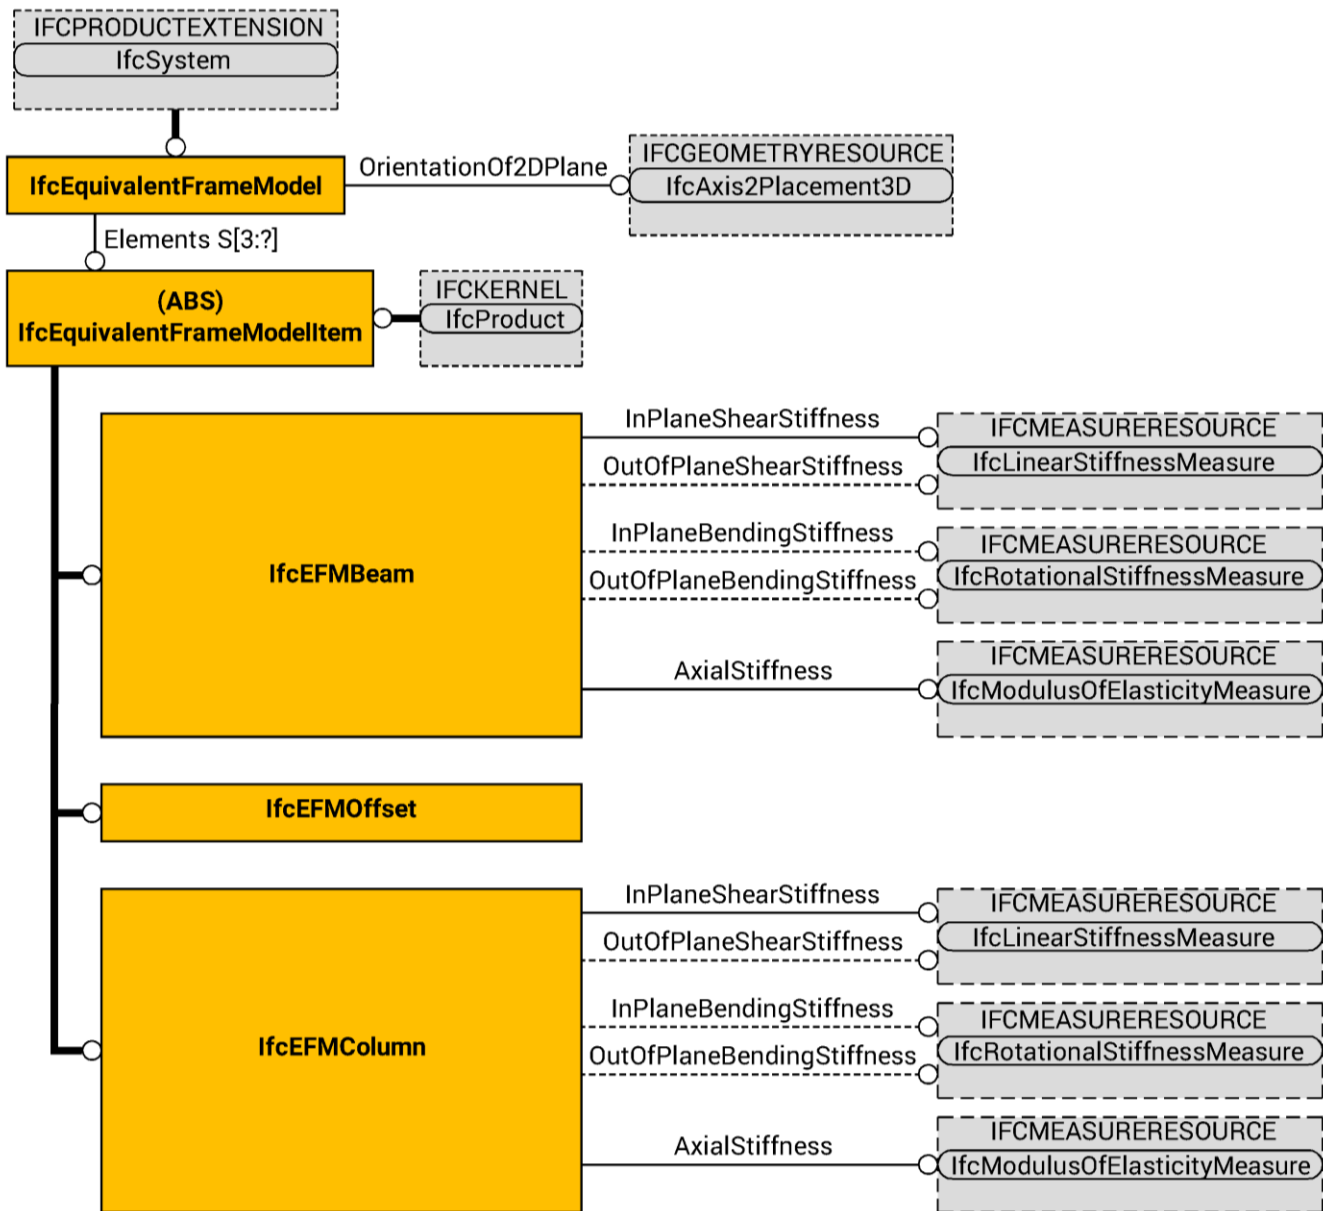 IFCPRODUCTEXTENSION
IfcSystem
IfcEquivalentFrameModel
OrientationOf2DPlane
IFCGEOMETRYRESOURCE
IfcAxis2Placement3D
Elements S[3:?]
(ABS)
IfcEquivalentFrameModelItem
IFCKERNEL
IfcProduct
IfcEFMBeam
InPlaneShearStiffness
OutOfPlaneShearStiffness
IFCMEASURERESOURCE
IfcLinearStiffnessMeasure
InPlaneBendingStiffness
OutOfPlaneBendingStiffness
IFCMEASURERESOURCE
IfcRotationalStiffnessMeasure
AxialStiffness
IFCMEASURERESOURCE
IfcModulusOfElasticityMeasure
IfcEFMOffset
IfcEFMColumn
InPlaneShearStiffness
OutOfPlaneShearStiffness
IFCMEASURERESOURCE
IfcLinearStiffnessMeasure
InPlaneBendingStiffness
OutOfPlaneBendingStiffness
IFCMEASURERESOURCE
IfcRotationalStiffnessMeasure
AxialStiffness
IFCMEASURERESOURCE
IfcModulusOfElasticityMeasure